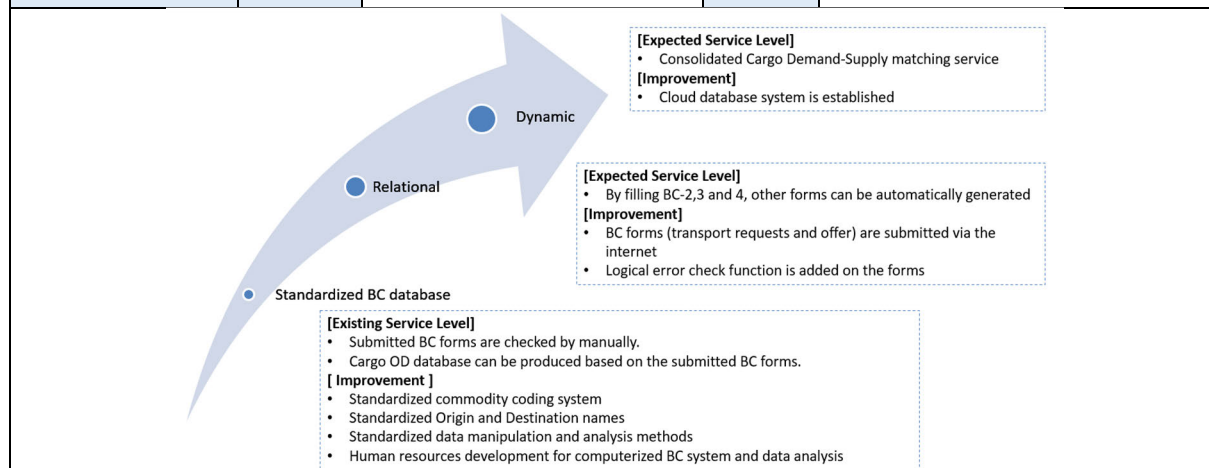 [Expected Service Level]
• Consolidated Cargo Demand-Supply matching service
[Improvement]
• Cloud database system is established
Dynamic
[Expected Service Level]
• By filling BC-2,3 and 4, other forms can be automatically generated
[Improvement]
• BC forms (transport requests and offer) are submitted via the
internet
• Logical error check function is added on the forms
Relational
Standardized BC database
[Existing Service Level]
• Submitted BC forms are checked by manually.
• Cargo OD database can be produced based on the submitted BC forms.
[ Improvement ]
• Standardized commodity coding system
• Standardized Origin and Destination names
• Standardized data manipulation and analysis methods
• Human resources development for computerized BC system and data analysis